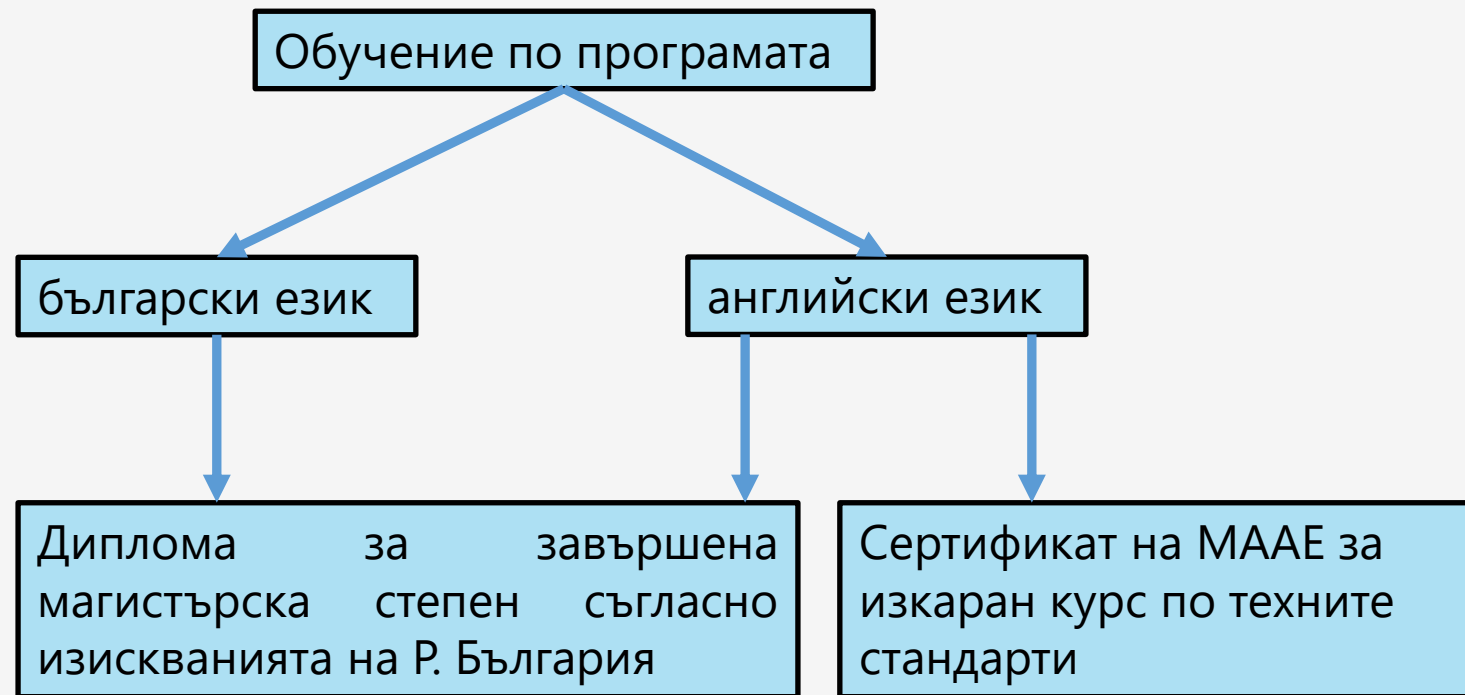 Обучение по програмата
български език
английски език
Диплома за завършена
магистърска степен съгласно
изискванията на Р. България
Сертификат на МААЕ за
изкаран курс по техните
стандарти